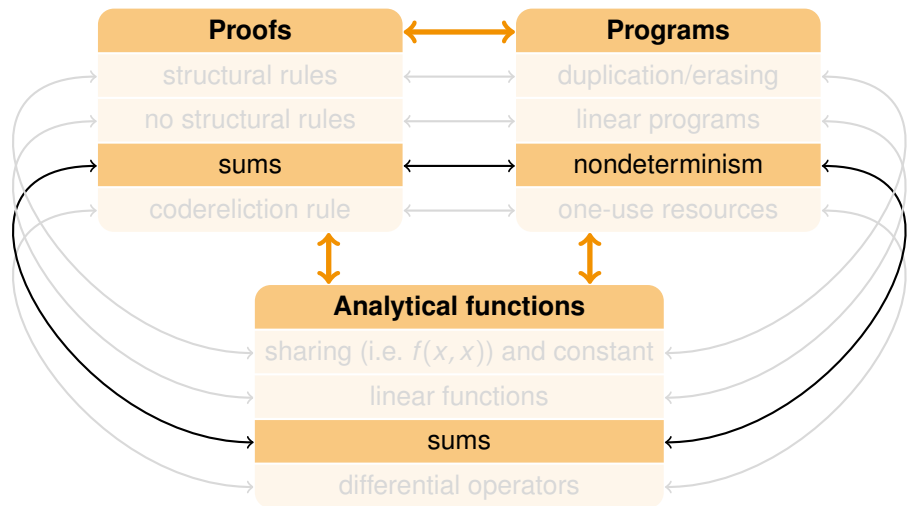 Proofs
structural rules
no structural rules
sums
codereliction rule
Programs
duplication/erasing
linear programs
nondeterminism
one-use resources
Analytical functions
sharing (i.e. f(x, x)) and constant
linear functions
sums
differential operators